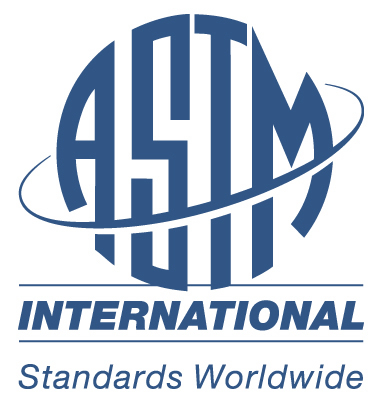 ASTM
INTERNATIONAL
Standards Worldwide